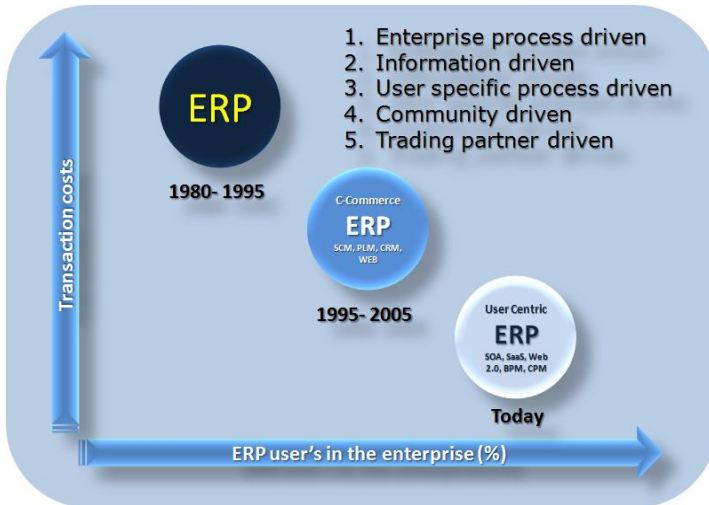 1. Enterprise process driven
2. Information driven
3. User specific process driven
4. Community driven
5. Trading partner driven
ERP
1980- 1995
C-Commerce
ERP
SCM, PLM, CRM,
WEB
1995- 2005
User Centric
ERP
SOA, SaaS, Web
2.0, BPM, CPM
Today
Transaction costs
ERP user's in the enterprise (%)